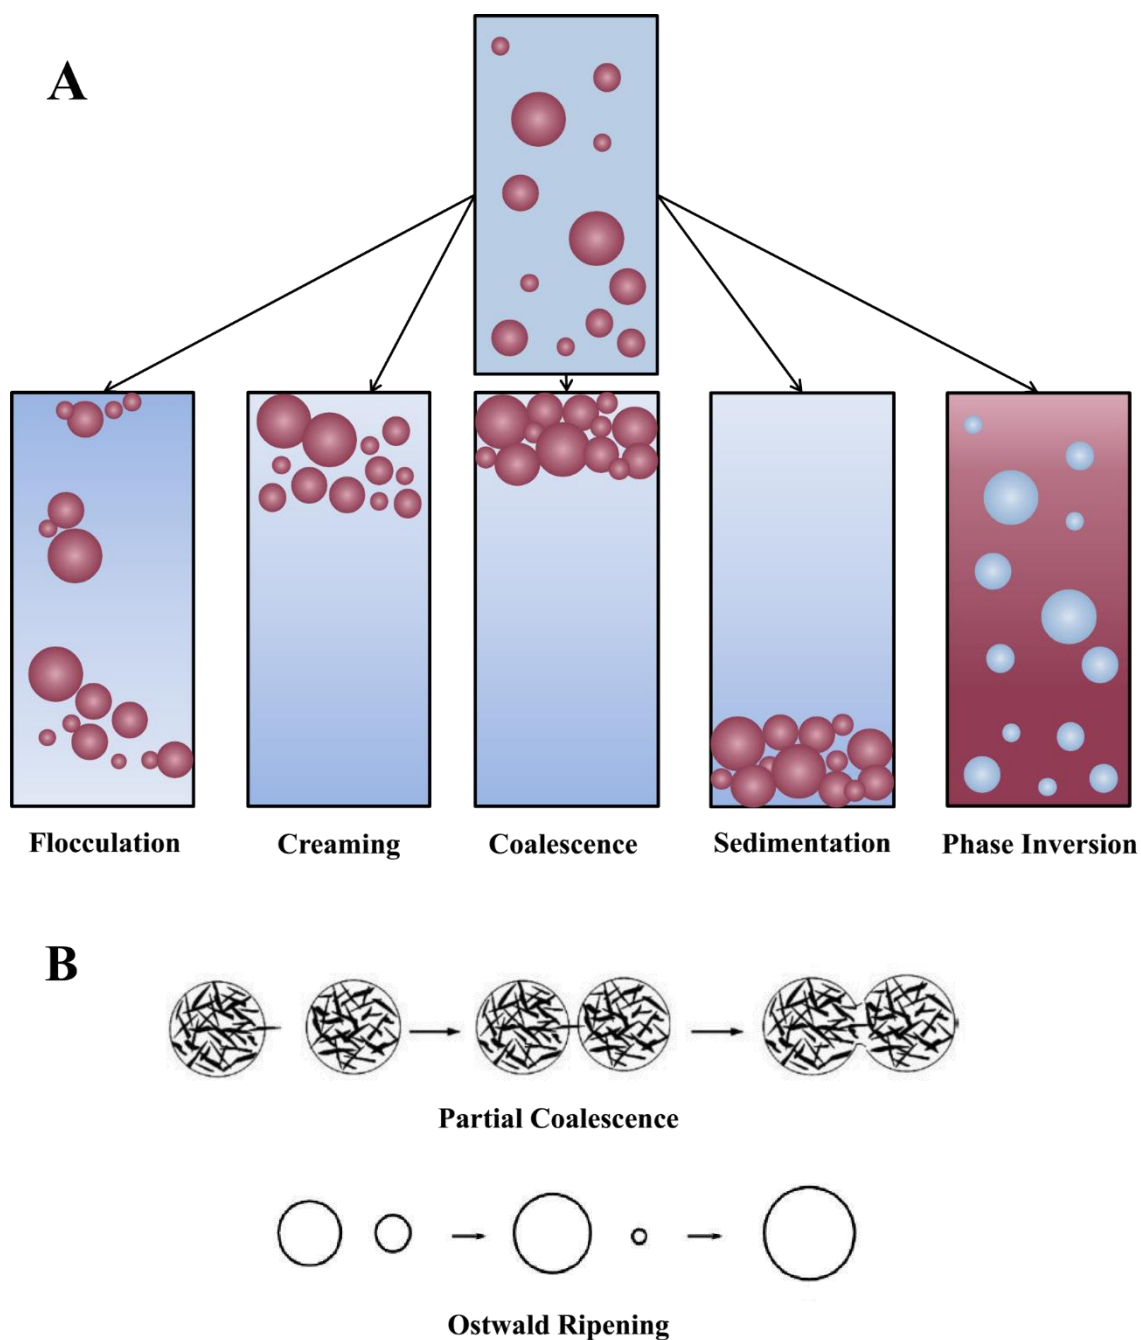 A
Flocculation
Creaming
Coalescence
Sedimentation
Phase Inversion
B
Partial Coalescence
Ostwald Ripening